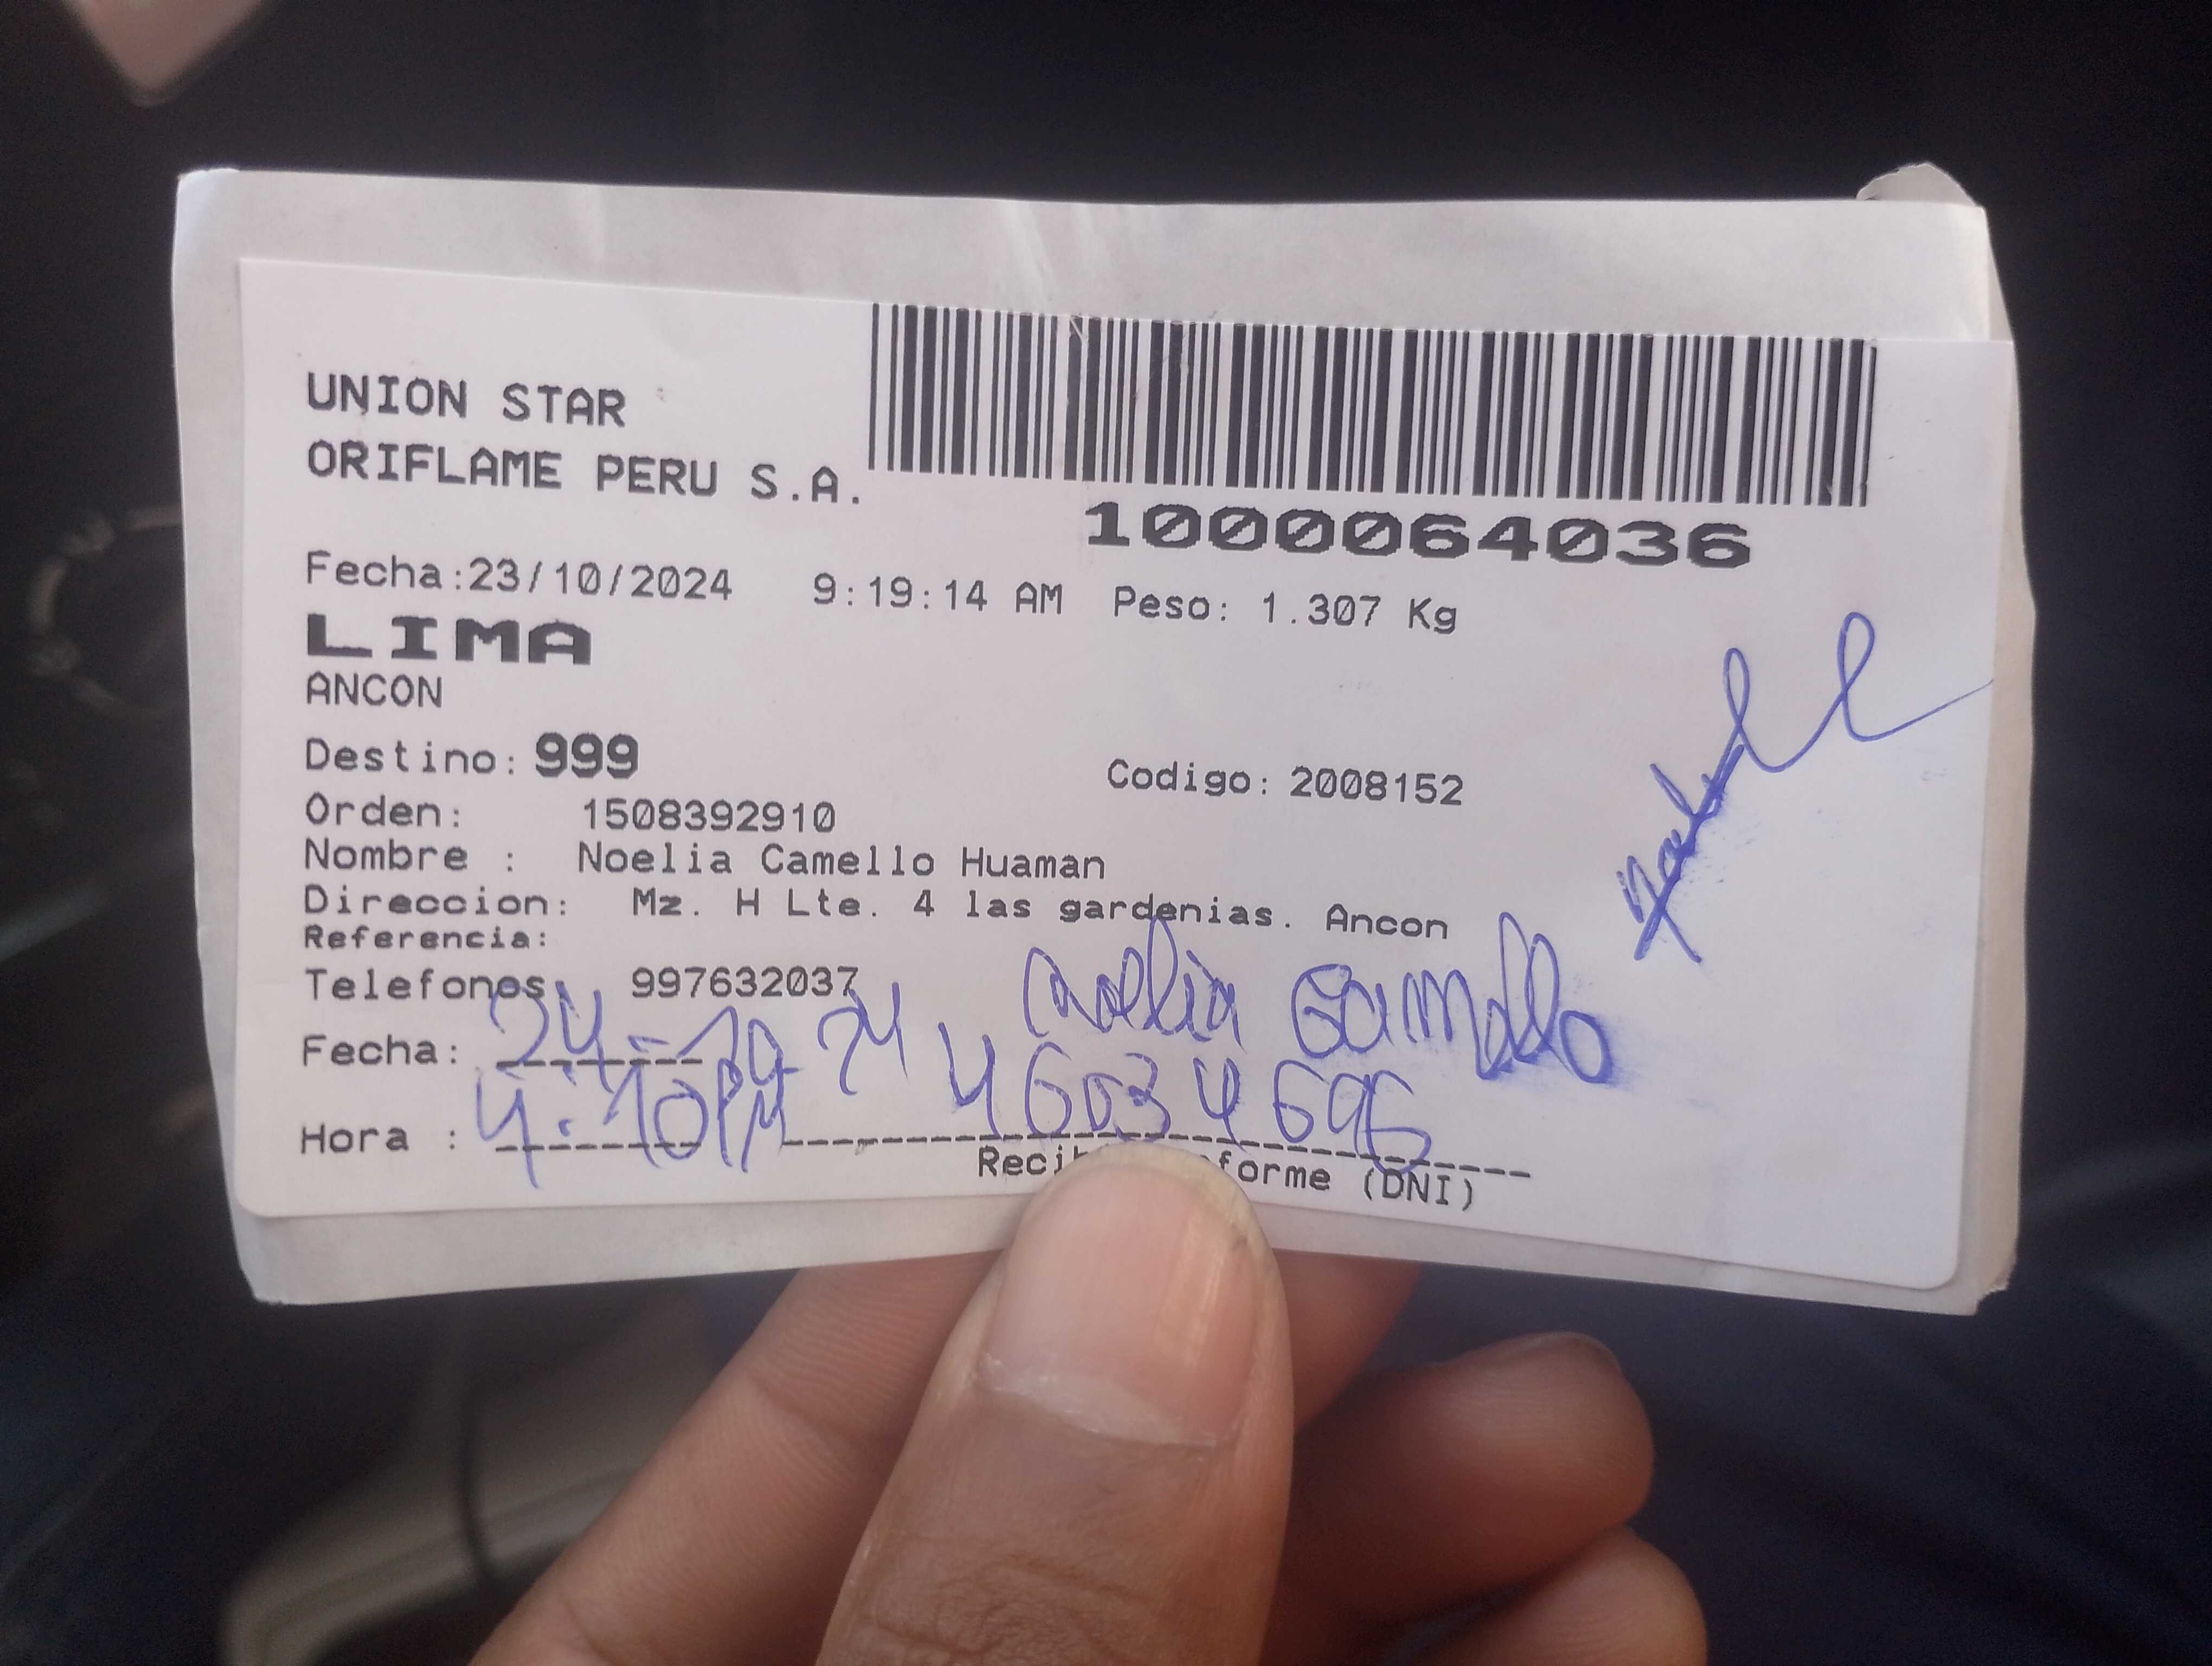 UNION STAR
ORIFLAME PERU S.A.
1000064036
Fecha:23/10/2024 9:19:14 AM Peso: 1.307 Kg
LIMA
ANCON
Destino: 999
Codigo: 2008152
Orden: 1508392910
Nombre : Noelia Camello Huaman
Direccion: Mz. H Lte. 4 las gardenias. Ancon
Referencia:
Telefonos: 997632037
Noelia Camello
Fecha: 24-10-24
46034696
Hora : 4:10PM
(DNI)